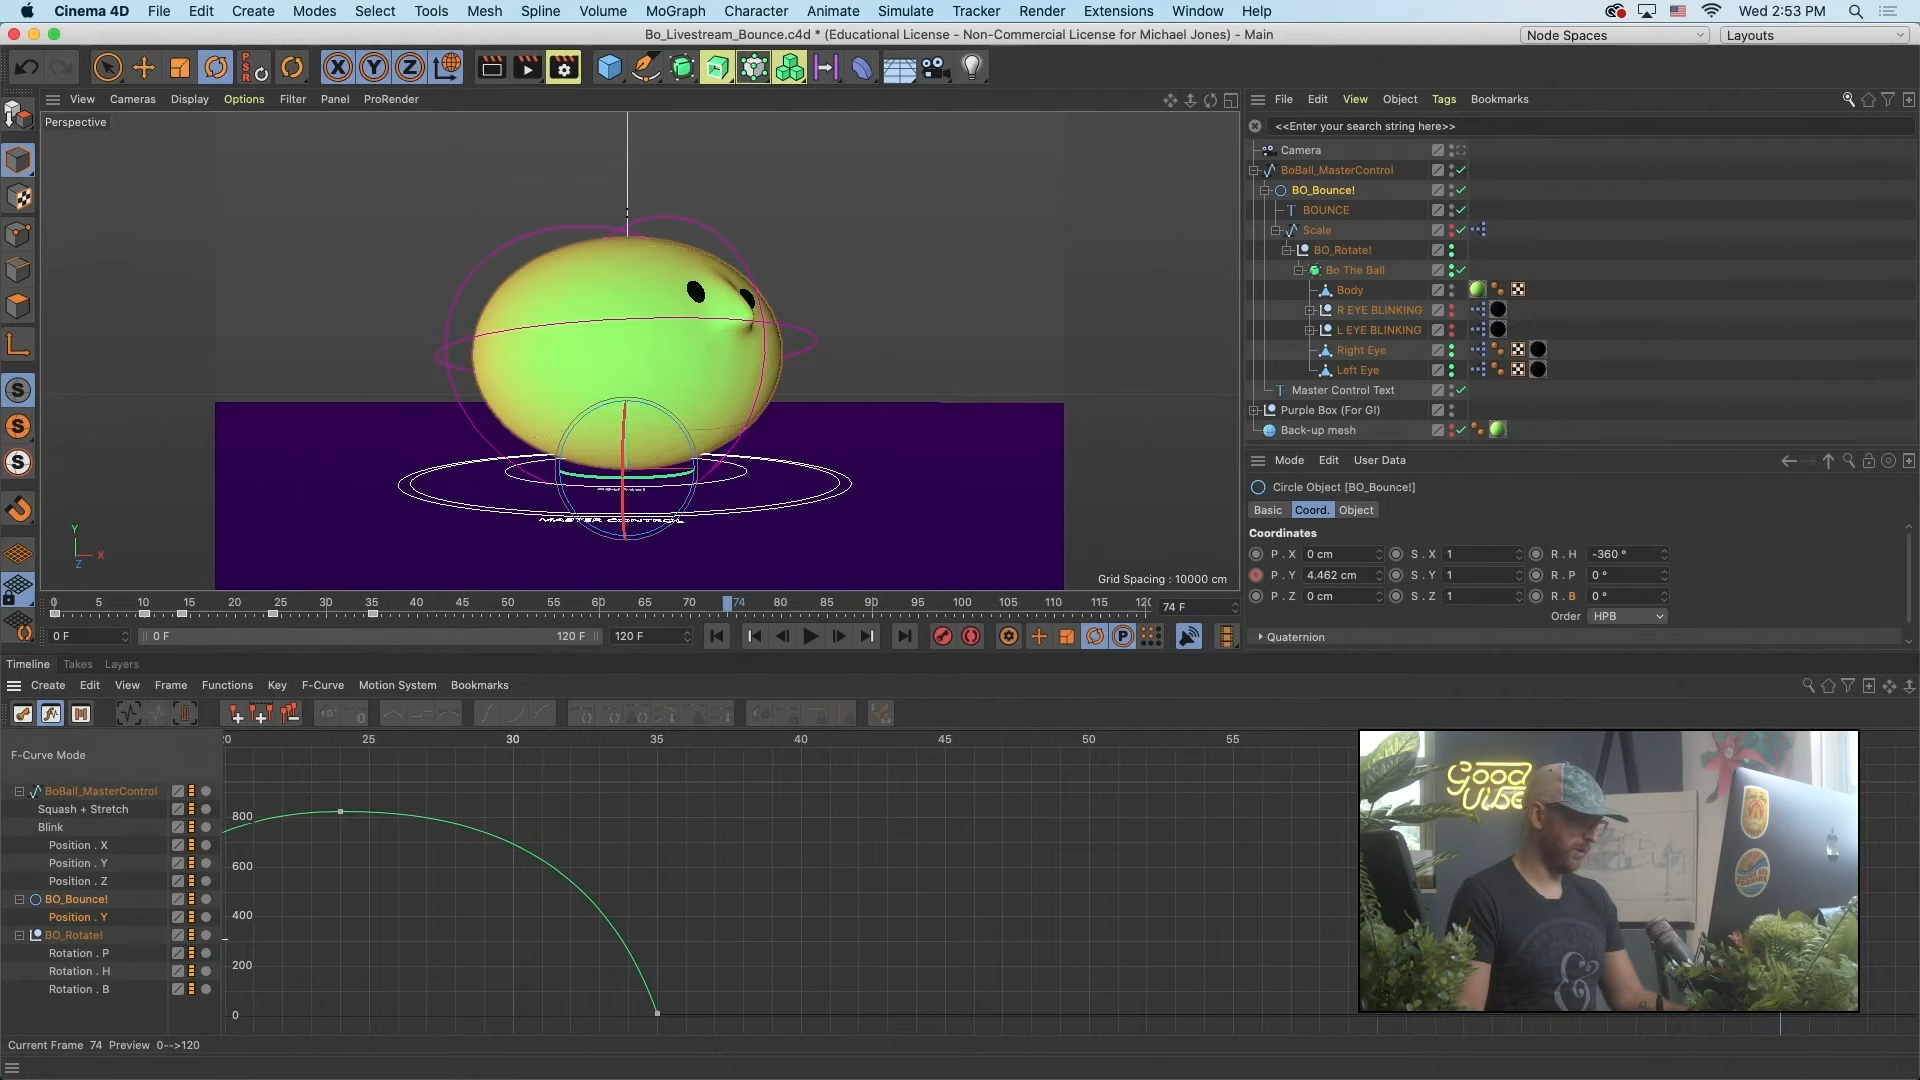 Cinema 4D File Edit Create Modes Select Tools Mesh Spline Volume MoGraph Character Animate Simulate Tracker Render Extensions Window Help Wed 2:53 PM
Bo_Livestream_Bounce.c4d * (Educational License - Non-Commercial License for Michael Jones) - Main
Node Spaces
Layouts
PSR X Y Z
View Cameras Display Options Filter Panel ProRender
Perspective
Y
X
Z
MASTER CONTROL
Grid Spacing : 10000 cm
S
S
S
File Edit View Object Tags Bookmarks
<<Enter your search string here>>
Camera
BoBall_MasterControl
BO_Bounce!
BOUNCE
Scale
BO_Rotate!
Bo The Ball
Body
R EYE BLINKING
L EYE BLINKING
Right Eye
Left Eye
Master Control Text
Purple Box (For GI)
Back-up mesh
Mode Edit User Data
Circle Object [BO_Bounce!]
Basic Coord. Object
Coordinates
P . X 0 cm S . X 1 R . H -360 °
P . Y 4.462 cm S . Y 1 R . P 0 °
P . Z 0 cm S . Z 1 R . B 0 °
Order HPB
Quaternion
0 5 10 15 20 25 30 35 40 45 50 55 60 65 70 74 80 85 90 95 100 105 110 115 74 F
0 F 0 F 120 F 120 F
P
Timeline Takes Layers
Create Edit View Frame Functions Key F-Curve Motion System Bookmarks
F-Curve Mode
25 30 35 40 45 50 55
BoBall_MasterControl
Squash + Stretch
Blink
Position . X
Position . Y
Position . Z
BO_Bounce!
Position . Y
BO_Rotate!
Rotation . P
Rotation . H
Rotation . B
800
600
400
200
0
good
vibes
&
Current Frame 74 Preview 0-->120